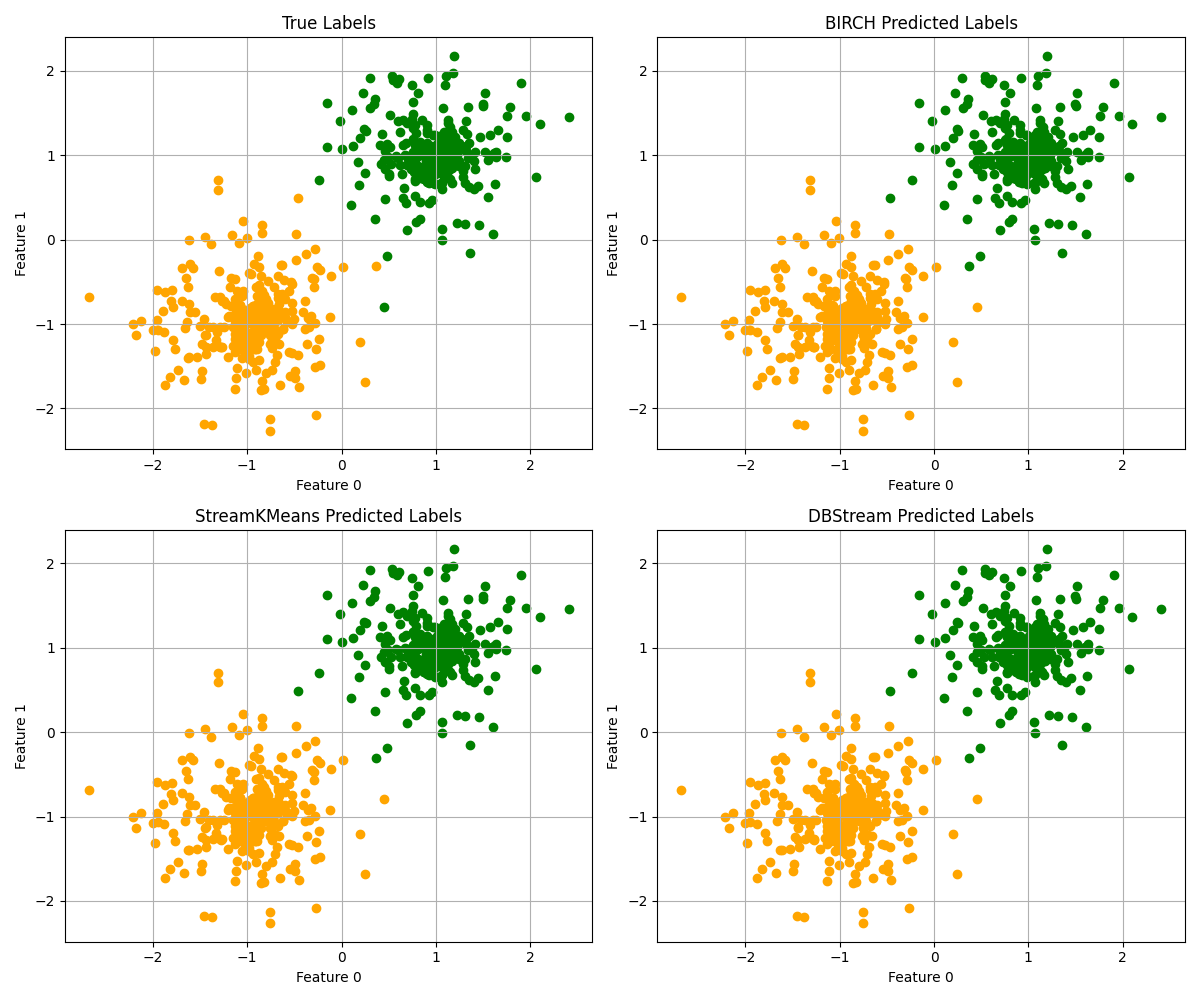 True Labels
BIRCH Predicted Labels
2
1
0
−1
−2
Feature 1
−2 −1 0 1 2
Feature 0
2
1
0
−1
−2
Feature 1
−2 −1 0 1 2
Feature 0
StreamKMeans Predicted Labels
DBStream Predicted Labels
2
1
0
−1
−2
Feature 1
−2 −1 0 1 2
Feature 0
2
1
0
−1
−2
Feature 1
−2 −1 0 1 2
Feature 0